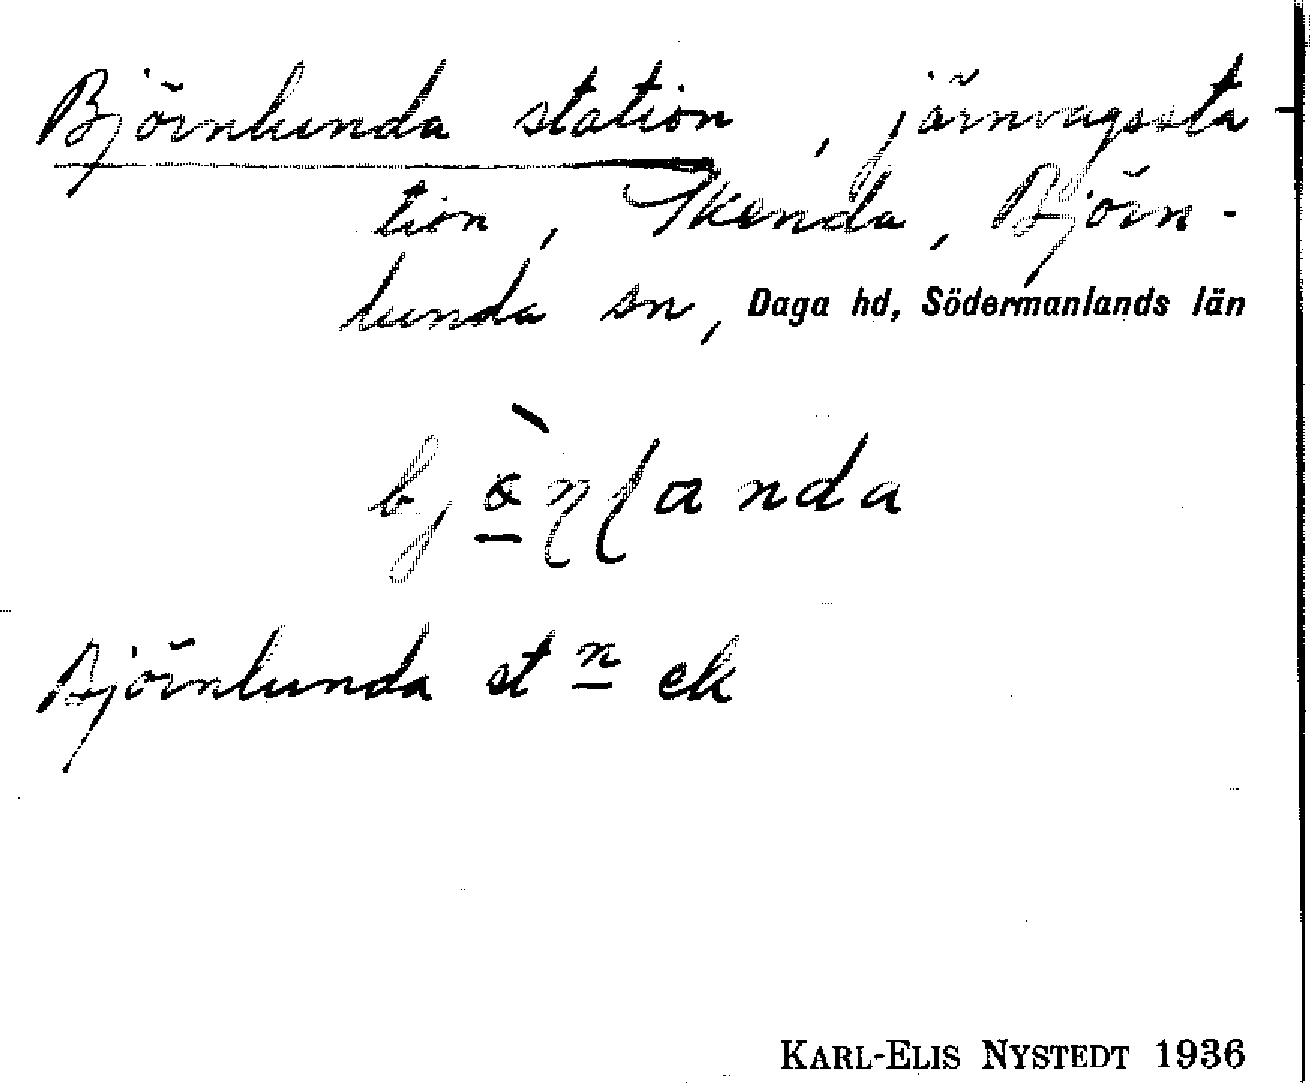 Björnlunda station, järnvägssta-
tion, Skenda, Björn-
lunda sn, Daga hd, Södermanlands län
Björnlunda st n ek
KARL-ELIS NYSTEDT 1936